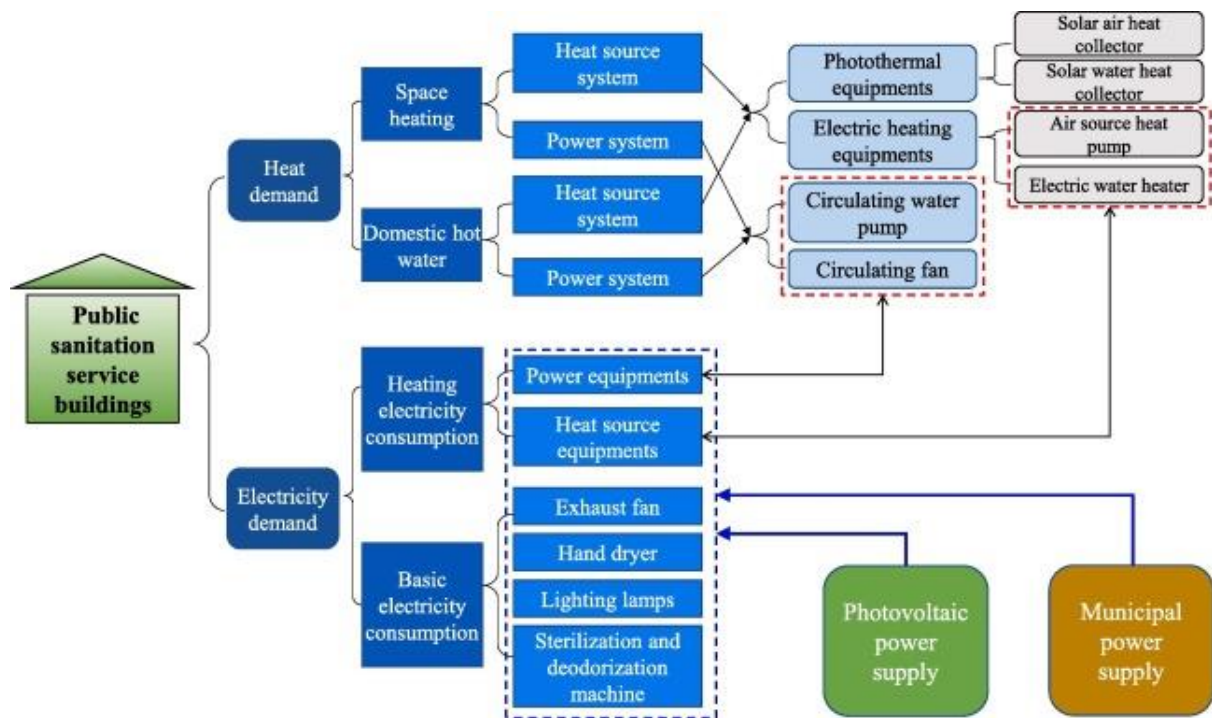 Public
sanitation
service
buildings
Heat
demand
Electricity
demand
Space
heating
Domestic hot
water
Heating
electricity
consumption
Basic
electricity
consumption
Heat source
system
Power system
Heat source
system
Power system
Power equipments
Heat source
equipments
Exhaust fan
Hand dryer
Lighting lamps
Sterilization and
deodorization
machine
Photothermal
equipments
Electric heating
equipments
Circulating water
pump
Circulating fan
Solar air heat
collector
Solar water heat
collector
Air source heat
pump
Electric water heater
Photovoltaic
power
supply
Municipal
power
supply